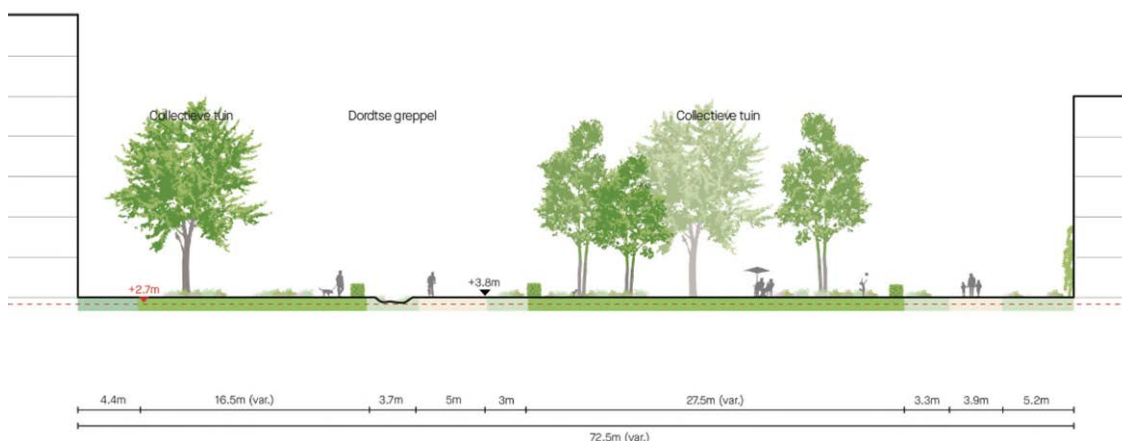 Collectieve tuin
Dordtse greppel
Collectieve tuin
+2.7m
+3.8m
4.4m
16.5m (var.)
3.7m
5m
3m
27.5m (var.)
3.3m
3.9m
5.2m
72.5m (var.)